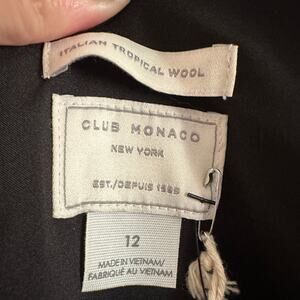 ITALIAN TROPICAL WOOL
CLUB MONACO
NEW YORK
EST./DEPUIS 1985
12
MADE IN VIETNAM/
FABRIQUÉ AU VIETNAM